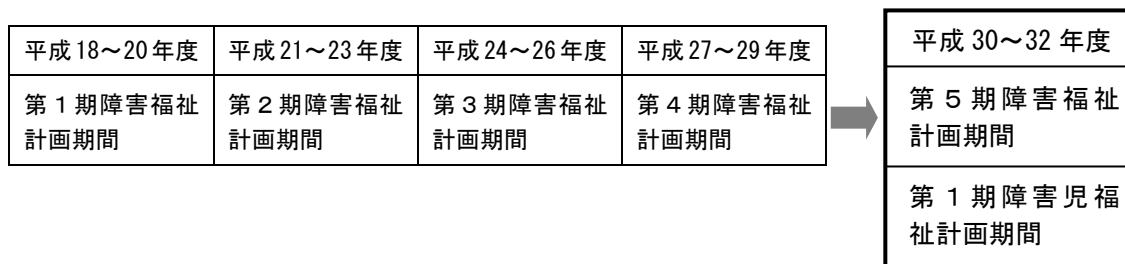 平成18～20年度
平成21～23年度
平成24～26年度
平成27～29年度
第１期障害福祉
計画期間
第２期障害福祉
計画期間
第３期障害福祉
計画期間
第４期障害福祉
計画期間
平成 30～32 年度
第５期障害福祉
計画期間
第１期障害児福
祉計画期間